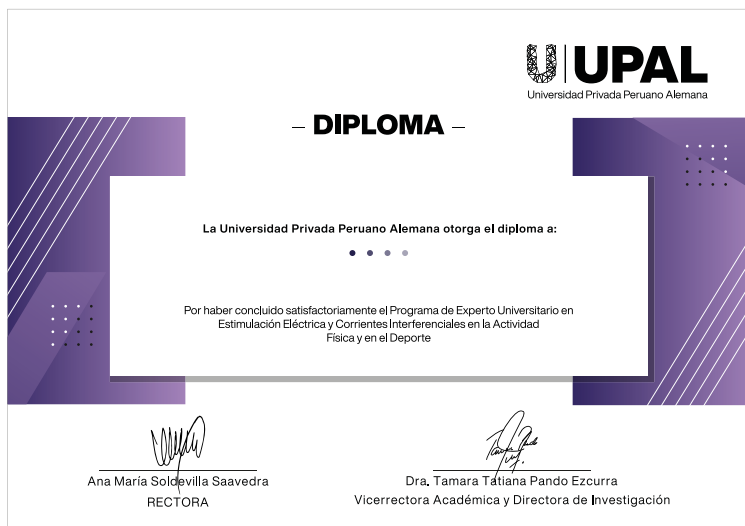 UPAL
Universidad Privada Peruano Alemana
– DIPLOMA –
La Universidad Privada Peruano Alemana otorga el diploma a:
Por haber concluido satisfactoriamente el Programa de Experto Universitario en
Estimulación Eléctrica y Corrientes Interferenciales en la Actividad
Física y en el Deporte
Ana María Soldevilla Saavedra
RECTORA
Dra. Tamara Tatiana Pando Ezcurra
Vicerrectora Académica y Directora de Investigación